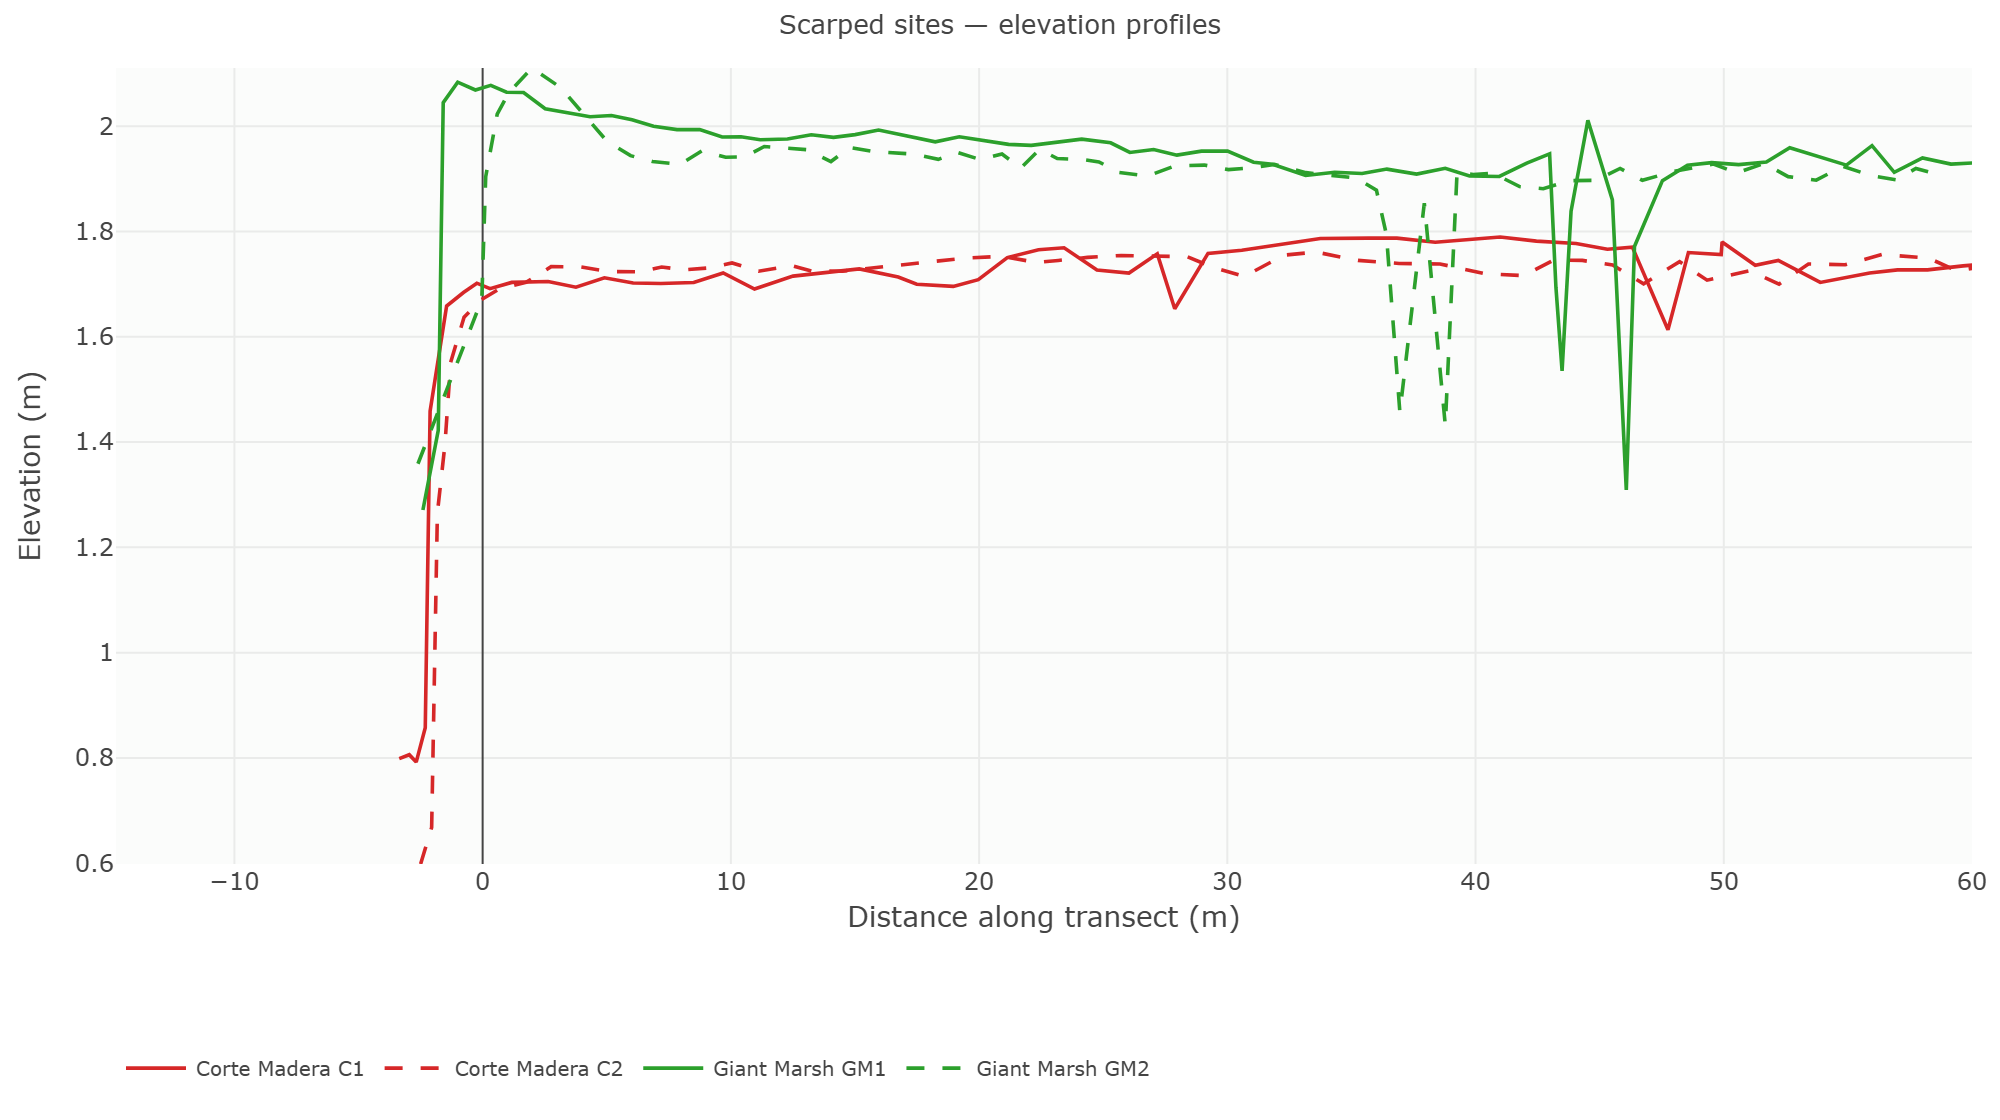 Scarped sites — elevation profiles
Elevation (m)
2
1.8
1.6
1.4
1.2
1
0.8
0.6
−10 0 10 20 30 40 50 60
Distance along transect (m)
Corte Madera C1 Corte Madera C2 Giant Marsh GM1 Giant Marsh GM2